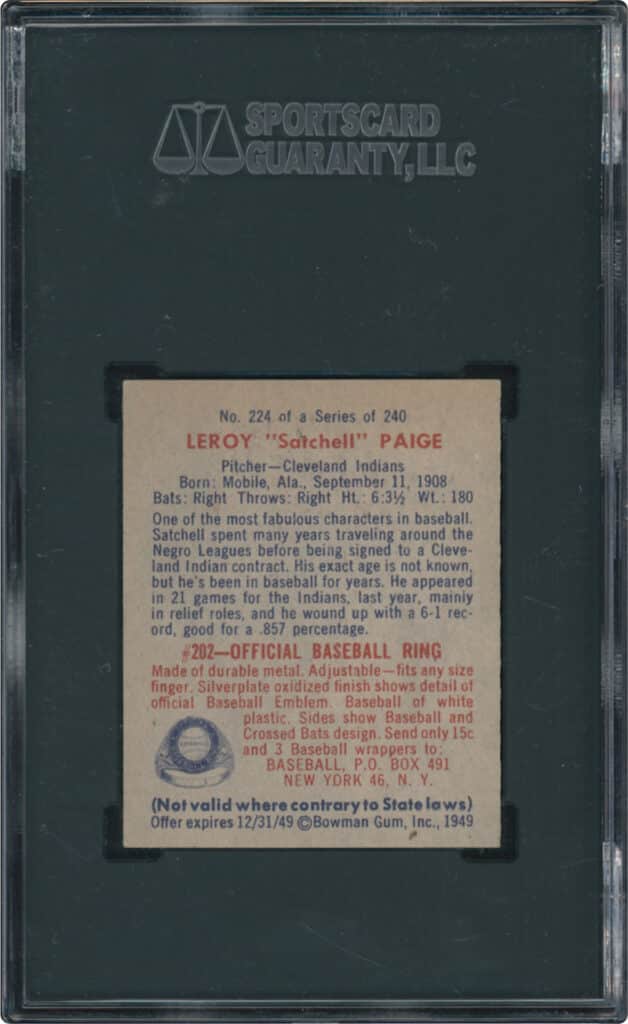 SPORTSCARD
GUARANTY, LLC
No. 224 of a Series of 240
LEROY "Satchell" PAIGE
Pitcher—Cleveland Indians
Born: Mobile, Ala., September 11, 1908
Bats: Right Throws: Right Ht.: 6:3½ Wt.: 180
One of the most fabulous characters in baseball.
Satchell spent many years traveling around the
Negro Leagues before being signed to a Cleve-
land Indian contract. His exact age is not known,
but he's been in baseball for years. He appeared
in 21 games for the Indians, last year, mainly
in relief roles, and he wound up with a 6-1 rec-
ord, good for a .857 percentage.
#202—OFFICIAL BASEBALL RING
Made of durable metal. Adjustable—fits any size
finger. Silverplate oxidized finish shows detail of
official Baseball Emblem. Baseball of white
plastic. Sides show Baseball and
Crossed Bats design. Send only 15c
and 3 Baseball wrappers to:
BASEBALL, P.O. BOX 491
NEW YORK 46, N. Y.
(Not valid where contrary to State laws)
Offer expires 12/31/49 ©Bowman Gum, Inc., 1949